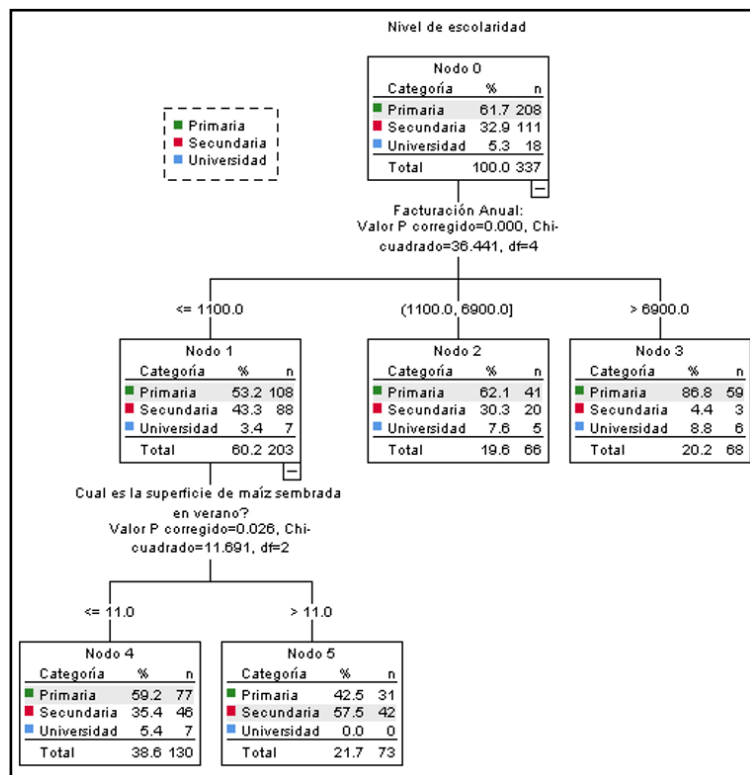 Nivel de escolaridad
Nodo 0
Categoría % n
Primaria 61.7 208
Secundaria 32.9 111
Universidad 5.3 18
Total 100.0 337
Primaria
Secundaria
Universidad
Facturación Anual:
Valor P corregido=0.000, Chi-
cuadrado=36.441, df=4
<= 1100.0
(1100.0, 6900.0]
> 6900.0
Nodo 1
Categoría % n
Primaria 53.2 108
Secundaria 43.3 88
Universidad 3.4 7
Total 60.2 203
Nodo 2
Categoría % n
Primaria 62.1 41
Secundaria 30.3 20
Universidad 7.6 5
Total 19.6 66
Nodo 3
Categoría % n
Primaria 86.8 59
Secundaria 4.4 3
Universidad 8.8 6
Total 20.2 68
Cual es la superficie de maíz sembrada
en verano?
Valor P corregido=0.026, Chi-
cuadrado=11.691, df=2
<= 11.0
> 11.0
Nodo 4
Categoría % n
Primaria 59.2 77
Secundaria 35.4 46
Universidad 5.4 7
Total 38.6 130
Nodo 5
Categoría % n
Primaria 42.5 31
Secundaria 57.5 42
Universidad 0.0 0
Total 21.7 73